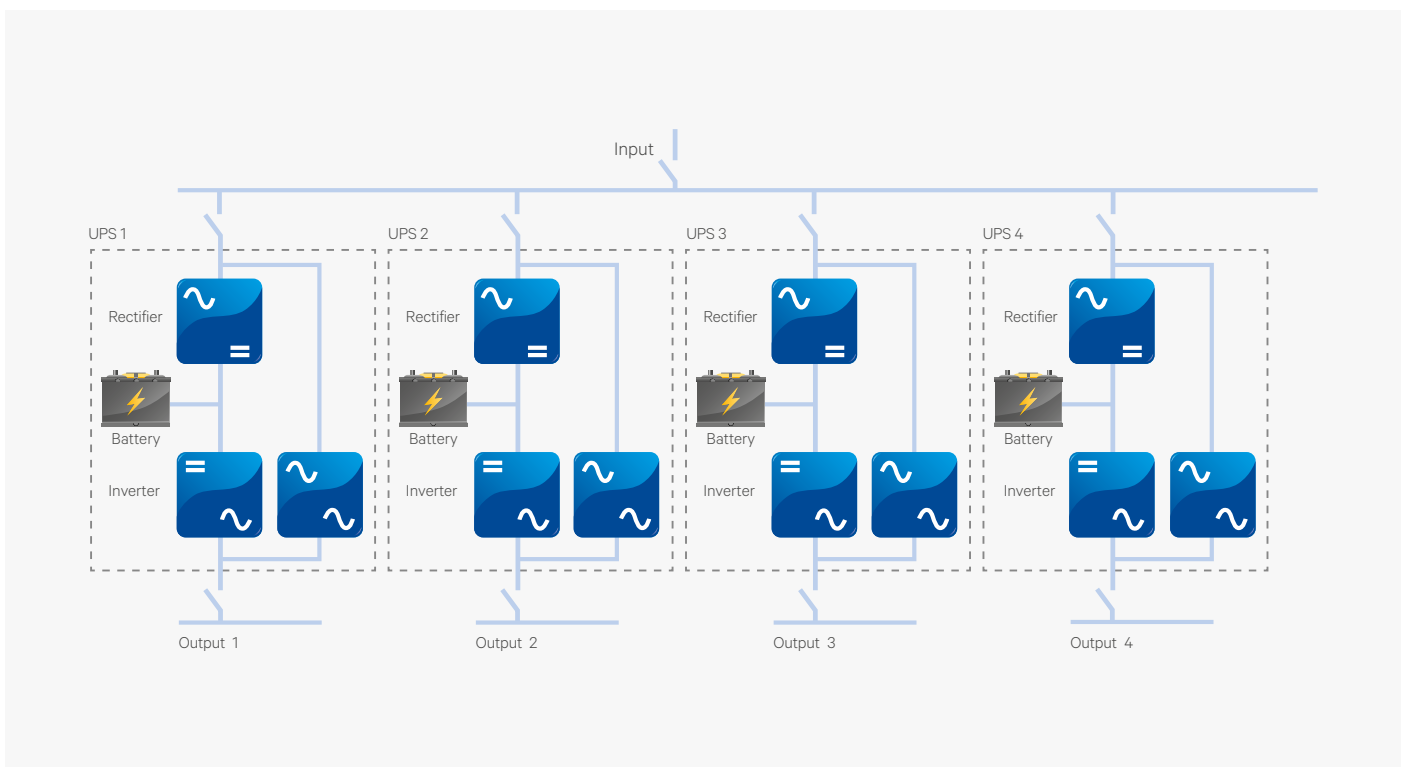 Input
UPS 1
UPS 2
UPS 3
UPS 4
Rectifier
Rectifier
Rectifier
Rectifier
Battery
Battery
Battery
Battery
Inverter
Inverter
Inverter
Inverter
Output 1
Output 2
Output 3
Output 4